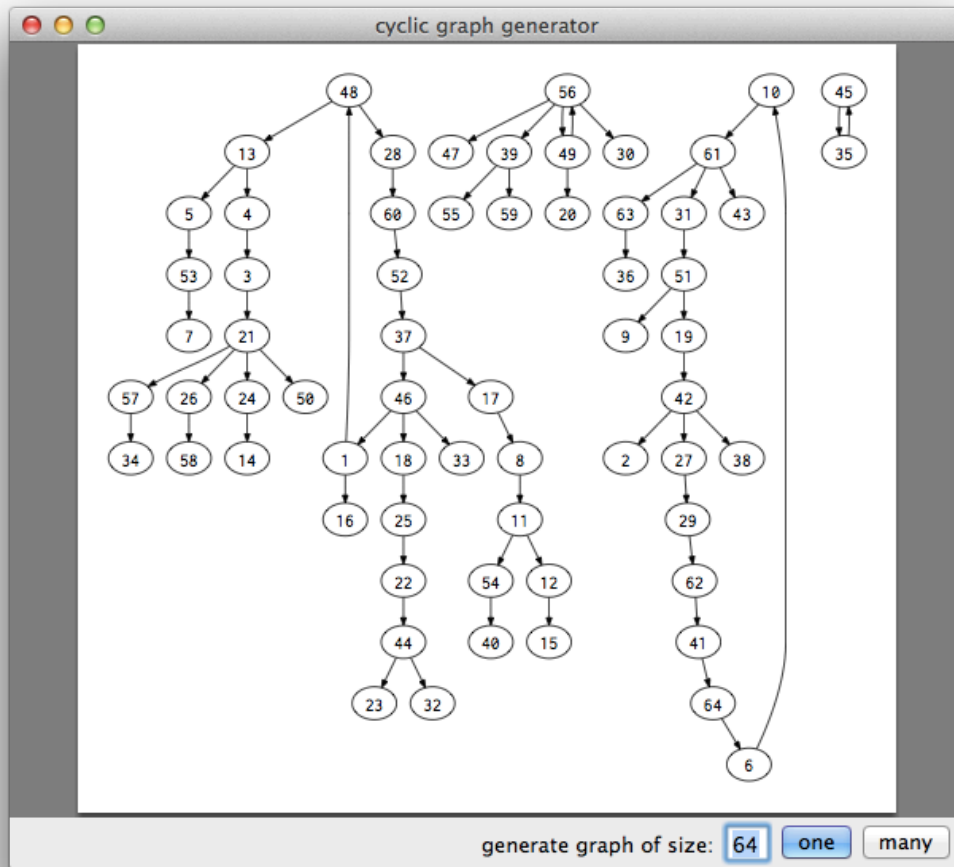 cyclic graph generator
48 56 10 45
13 28 47 39 49 30 61 35
5 4 60 55 59 20 63 31 43
53 3 52 36 51
7 21 37 9 19
57 26 24 50 46 17 42
34 58 14 1 18 33 8 2 27 38
16 25 11 29
22 54 12 62
44 40 15 41
23 32 64
6
generate graph of size: 64 one many